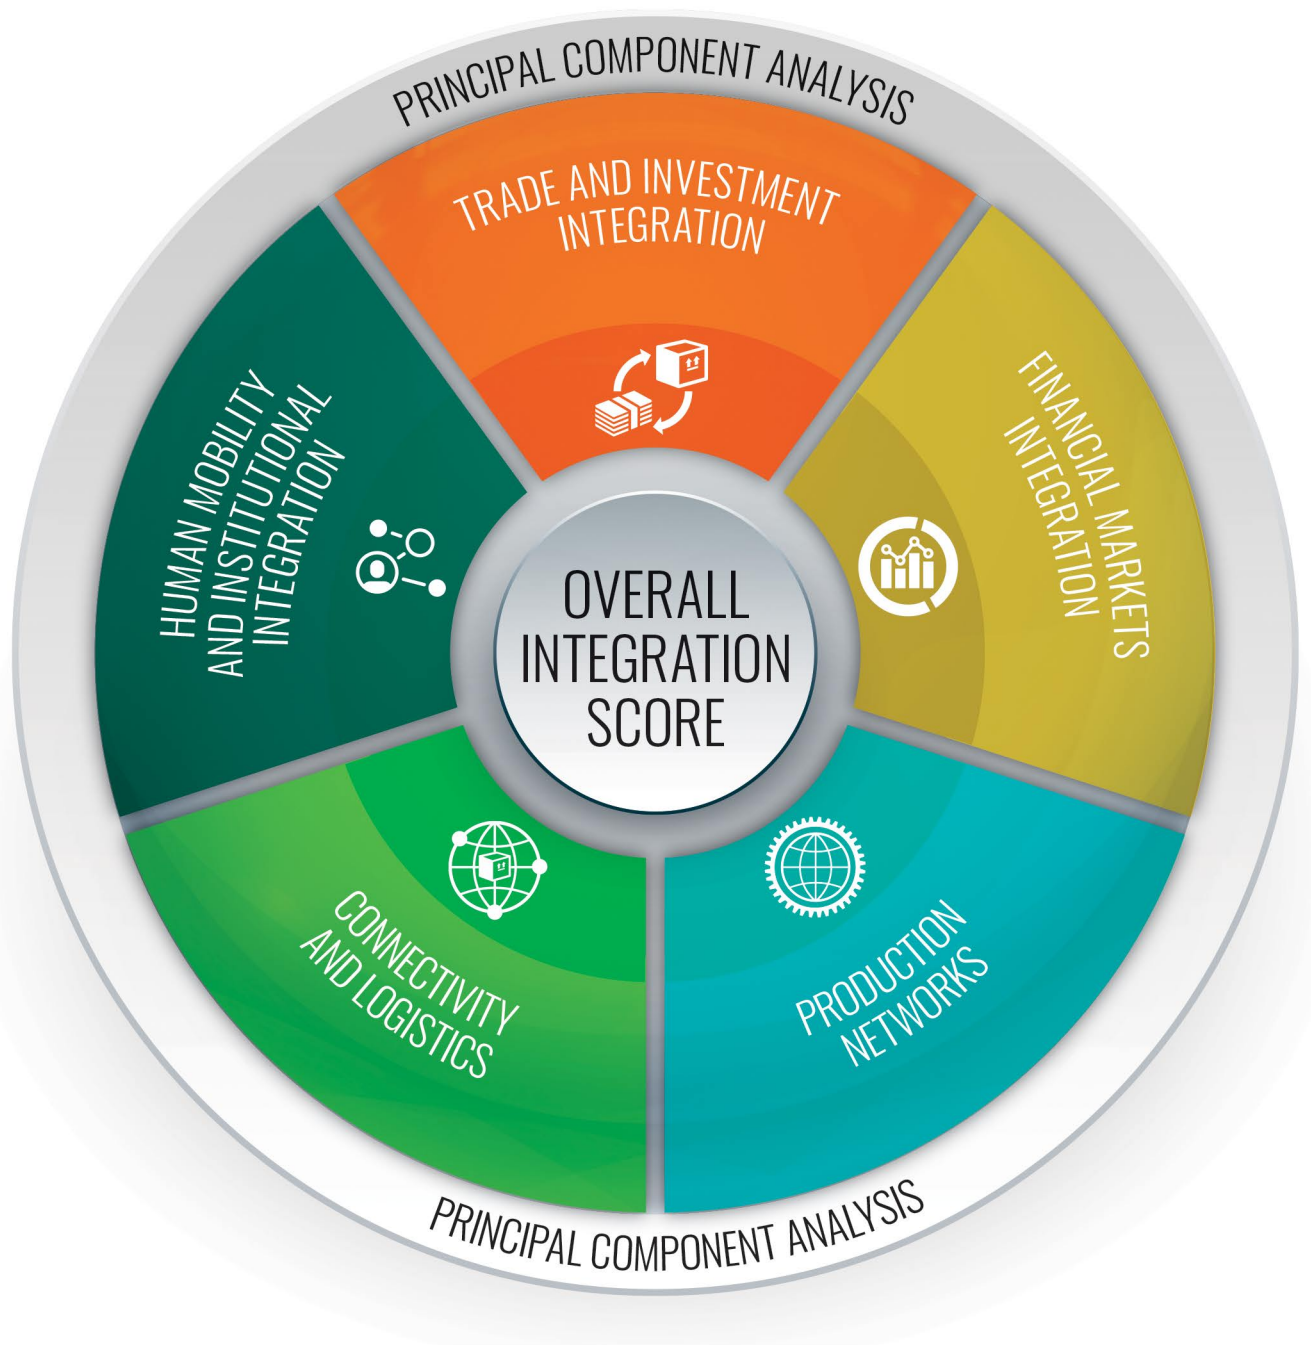 PRINCIPAL COMPONENT ANALYSIS
TRADE AND INVESTMENT
INTEGRATION
FINANCIAL MARKETS
INTEGRATION
HUMAN MOBILITY
AND INSTITUTIONAL
INTEGRATION
OVERALL
INTEGRATION
SCORE
CONNECTIVITY
AND LOGISTICS
PRODUCTION
NETWORKS
PRINCIPAL COMPONENT ANALYSIS